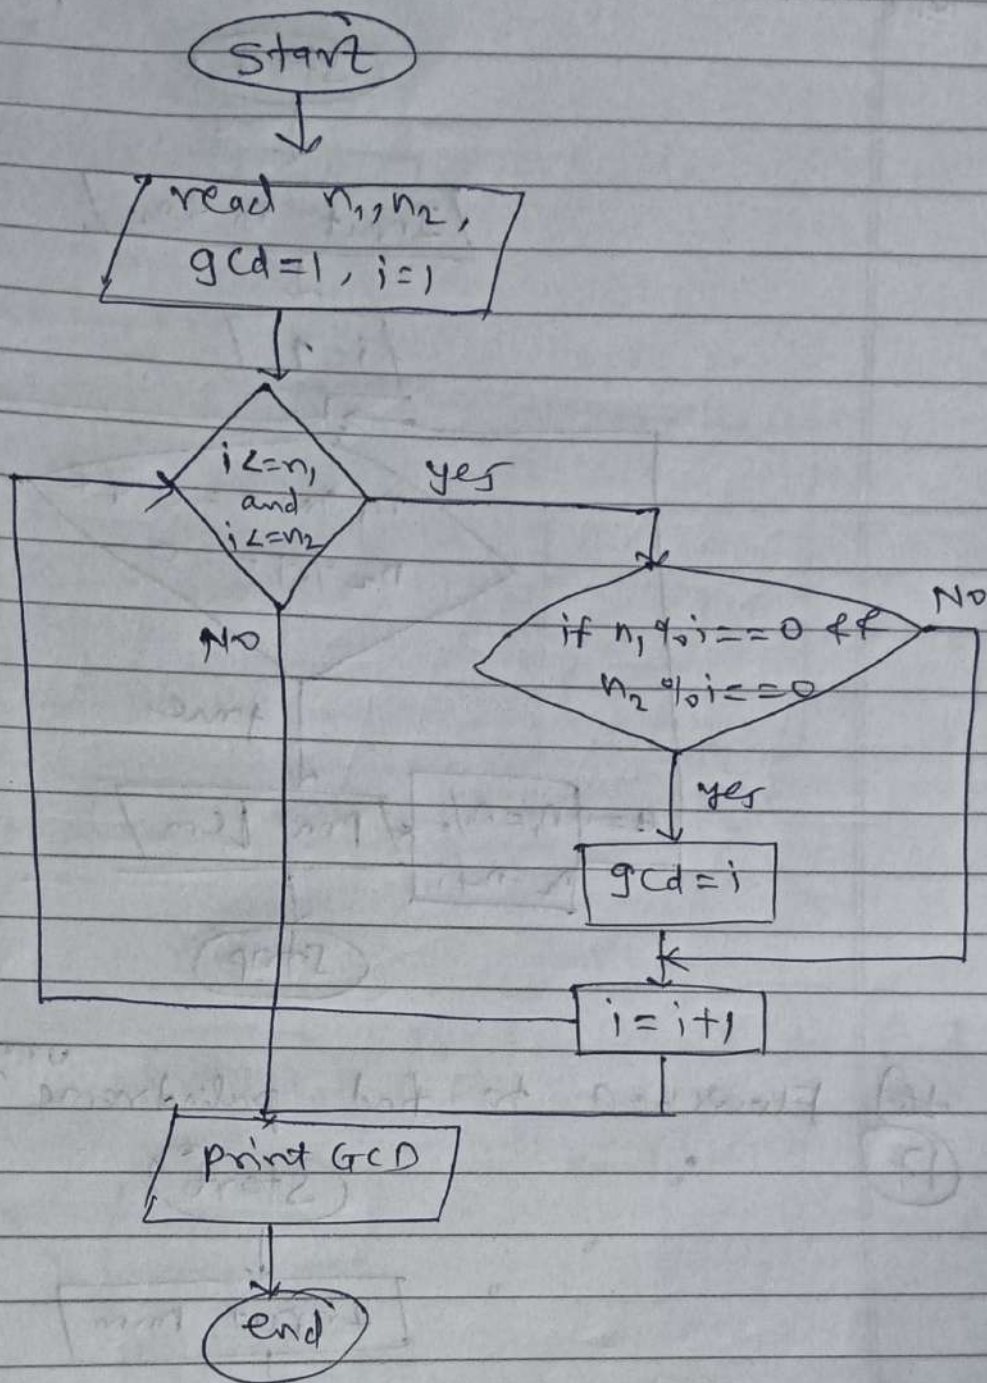 start
read n₁, n₂,
gcd=1, i=1
i<=n₁
and
i<=n₂
yes
NO
if n₁ % i==0 &&
n₂ % i==0
NO
yes
gcd=i
i=i+1
print GCD
end